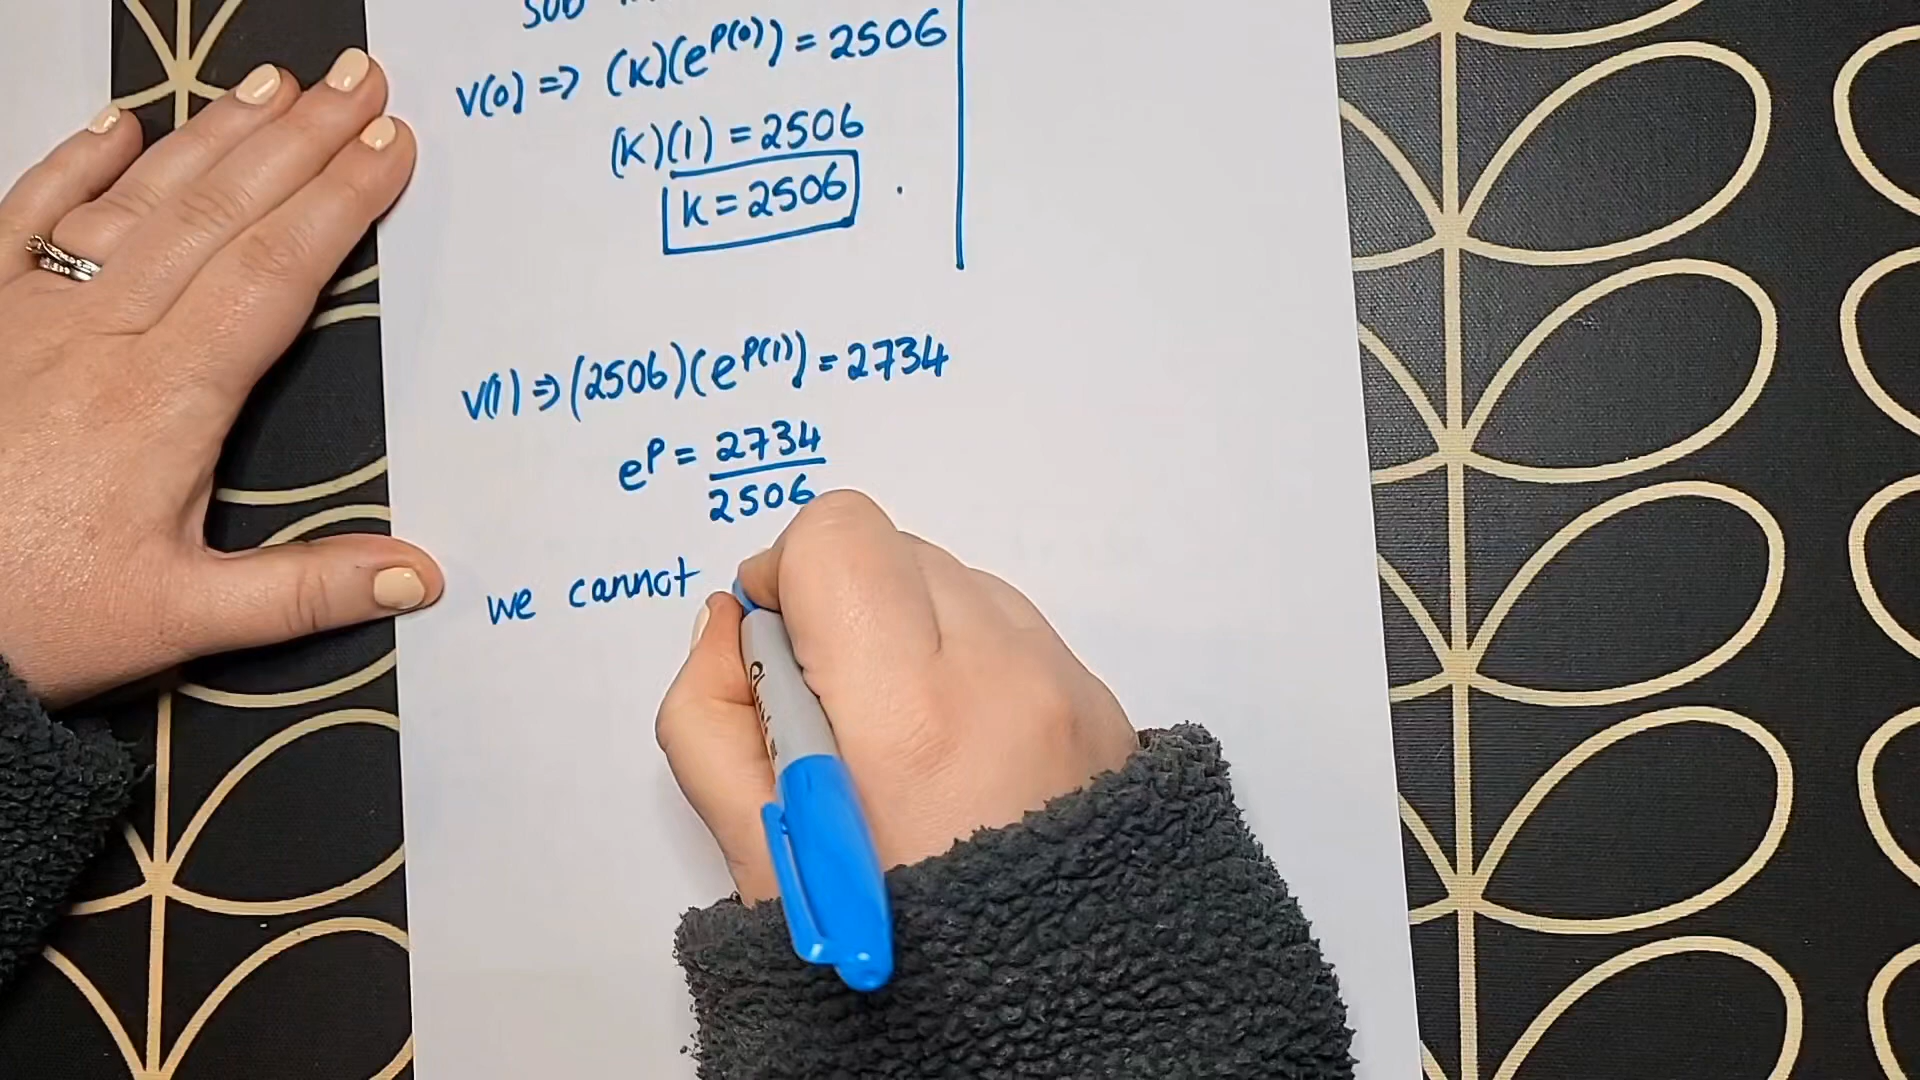 V(0) => (k)(e^P(0)) = 2506
(k)(1) = 2506
k = 2506
V(1) => (2506)(e^P(1)) = 2734
e^P = 2734
2506
we cannot